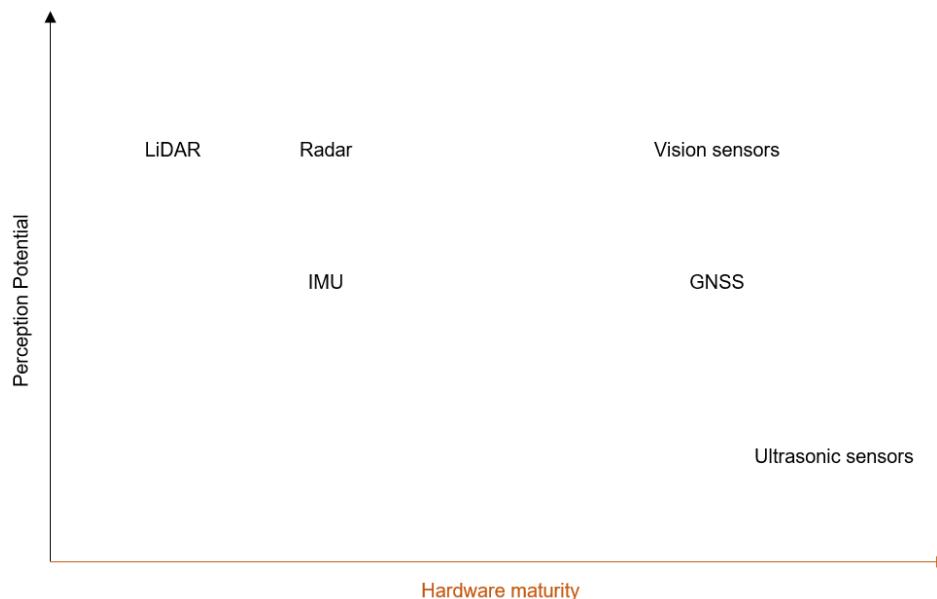 LiDAR
Radar
Vision sensors
IMU
GNSS
Ultrasonic sensors
Perception Potential
Hardware maturity